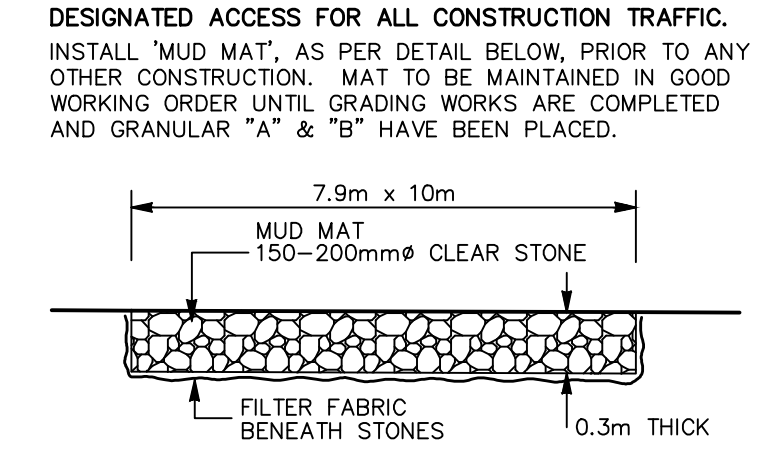 DESIGNATED ACCESS FOR ALL CONSTRUCTION TRAFFIC.
INSTALL 'MUD MAT', AS PER DETAIL BELOW, PRIOR TO ANY
OTHER CONSTRUCTION. MAT TO BE MAINTAINED IN GOOD
WORKING ORDER UNTIL GRADING WORKS ARE COMPLETED
AND GRANULAR "A" & "B" HAVE BEEN PLACED.
7.9m x 10m
MUD MAT
150-200mmø CLEAR STONE
FILTER FABRIC
BENEATH STONES
0.3m THICK